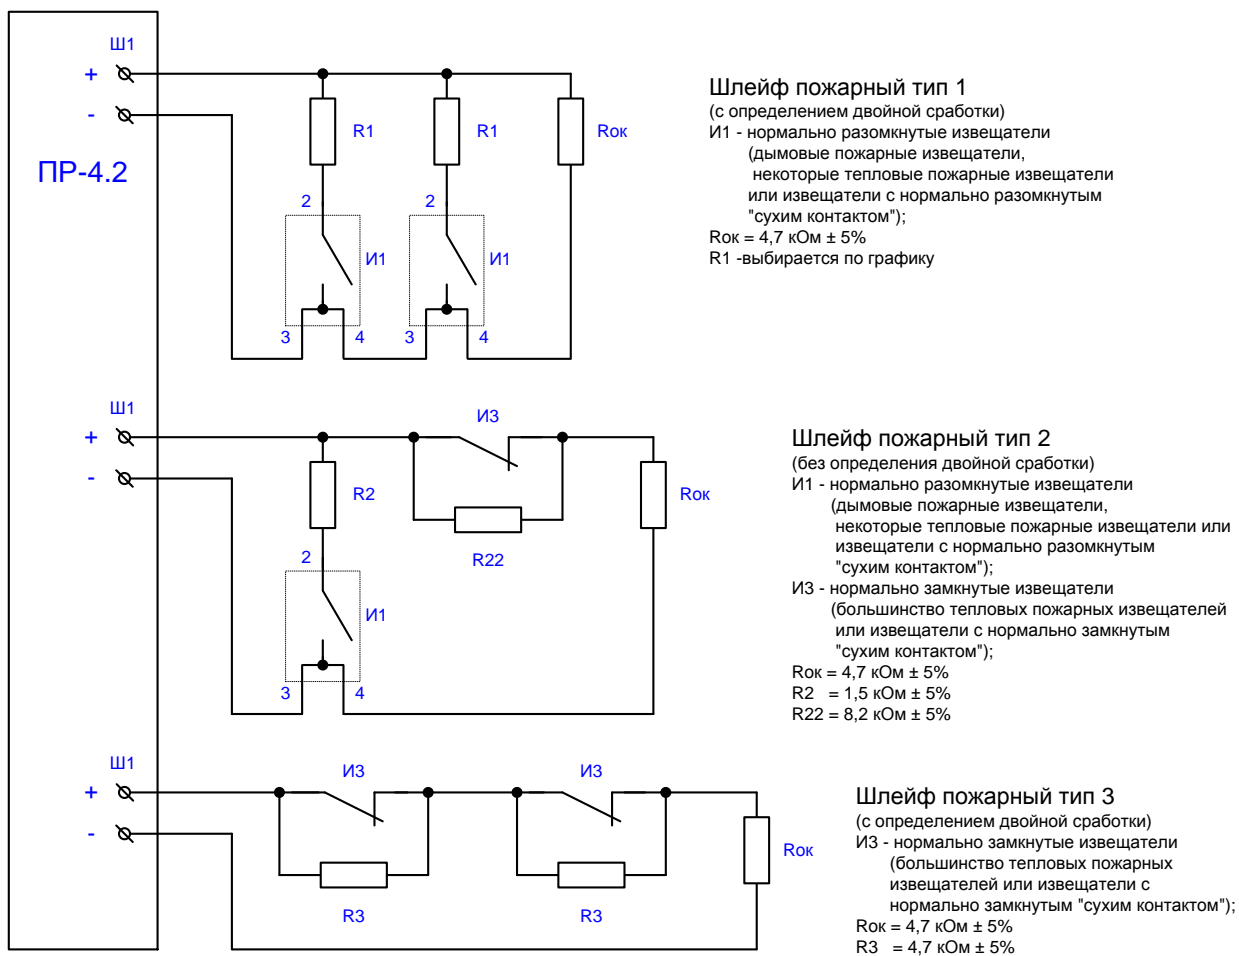 Ш1
+
-
ПР-4.2
R1
R1
Rок
2
2
И1
И1
3
4
3
4
Шлейф пожарный тип 1
(с определением двойной сработки)
И1 - нормально разомкнутые извещатели
(дымовые пожарные извещатели,
некоторые тепловые пожарные извещатели
или извещатели с нормально разомкнутым
"сухим контактом");
Rок = 4,7 кОм ± 5%
R1 -выбирается по графику
Ш1
+
-
И3
R2
Rок
R22
2
И1
3
4
Шлейф пожарный тип 2
(без определения двойной сработки)
И1 - нормально разомкнутые извещатели
(дымовые пожарные извещатели,
некоторые тепловые пожарные извещатели или
извещатели с нормально разомкнутым
"сухим контактом");
И3 - нормально замкнутые извещатели
(большинство тепловых пожарных извещателей
или извещатели с нормально замкнутым
"сухим контактом");
Rок = 4,7 кОм ± 5%
R2 = 1,5 кОм ± 5%
R22 = 8,2 кОм ± 5%
Ш1
+
-
И3
И3
Rок
R3
R3
Шлейф пожарный тип 3
(с определением двойной сработки)
И3 - нормально замкнутые извещатели
(большинство тепловых пожарных
извещателей или извещатели с
нормально замкнутым "сухим контактом");
Rок = 4,7 кОм ± 5%
R3 = 4,7 кОм ± 5%